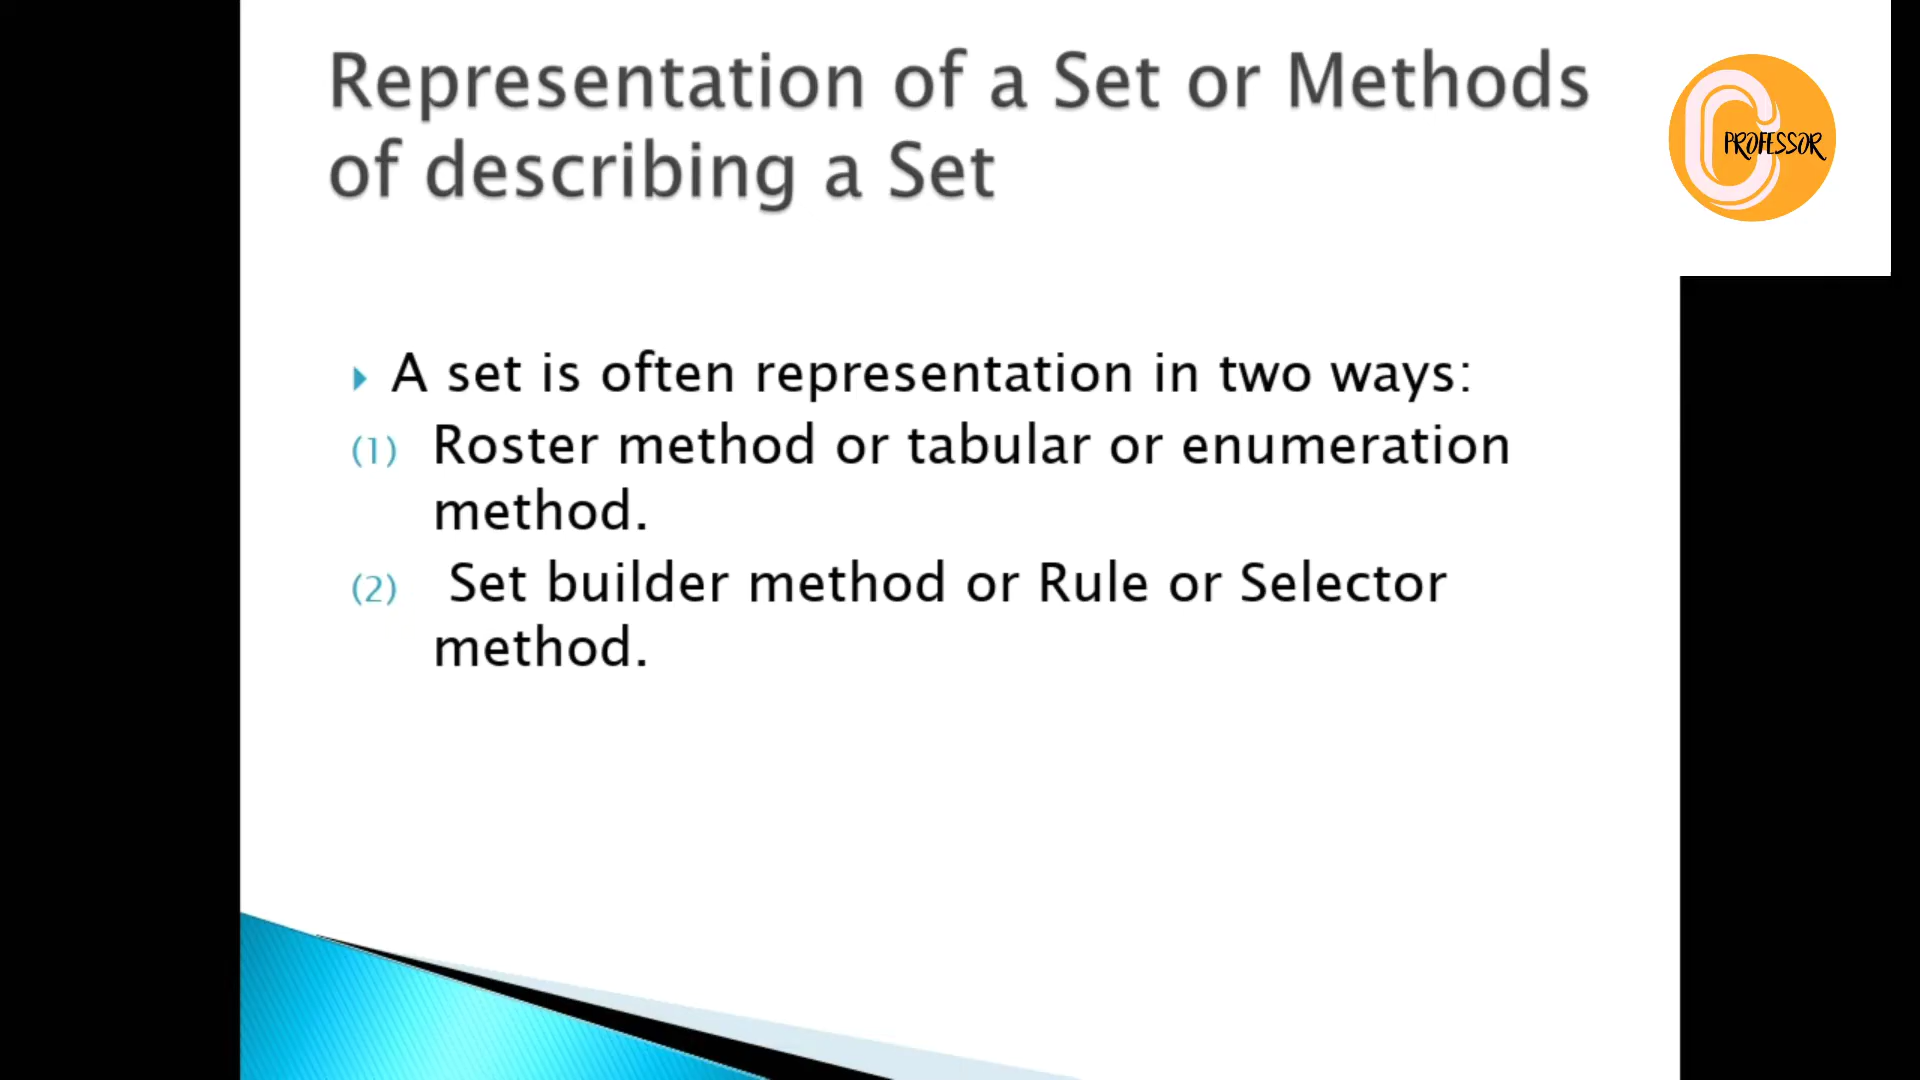 Representation of a Set or Methods
of describing a Set
PROFESSOR
A set is often representation in two ways:
(1) Roster method or tabular or enumeration
method.
(2) Set builder method or Rule or Selector
method.